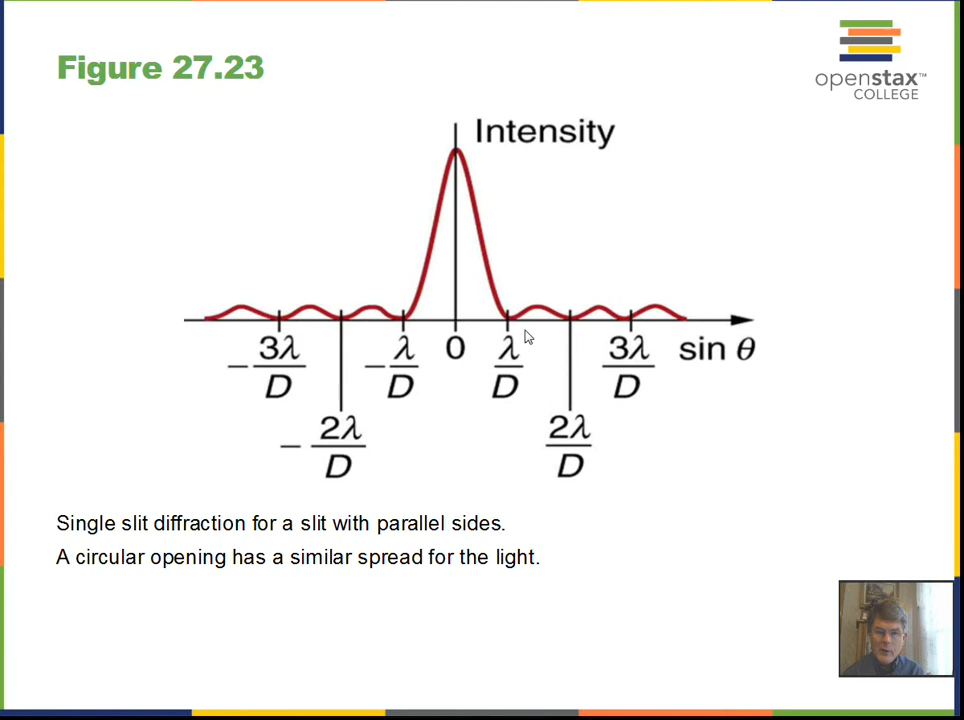 Figure 27.23
openstax™
COLLEGE
Intensity
−3λ/D
−λ/D
0
λ/D
3λ/D
sin θ
−2λ/D
2λ/D
Single slit diffraction for a slit with parallel sides.
A circular opening has a similar spread for the light.